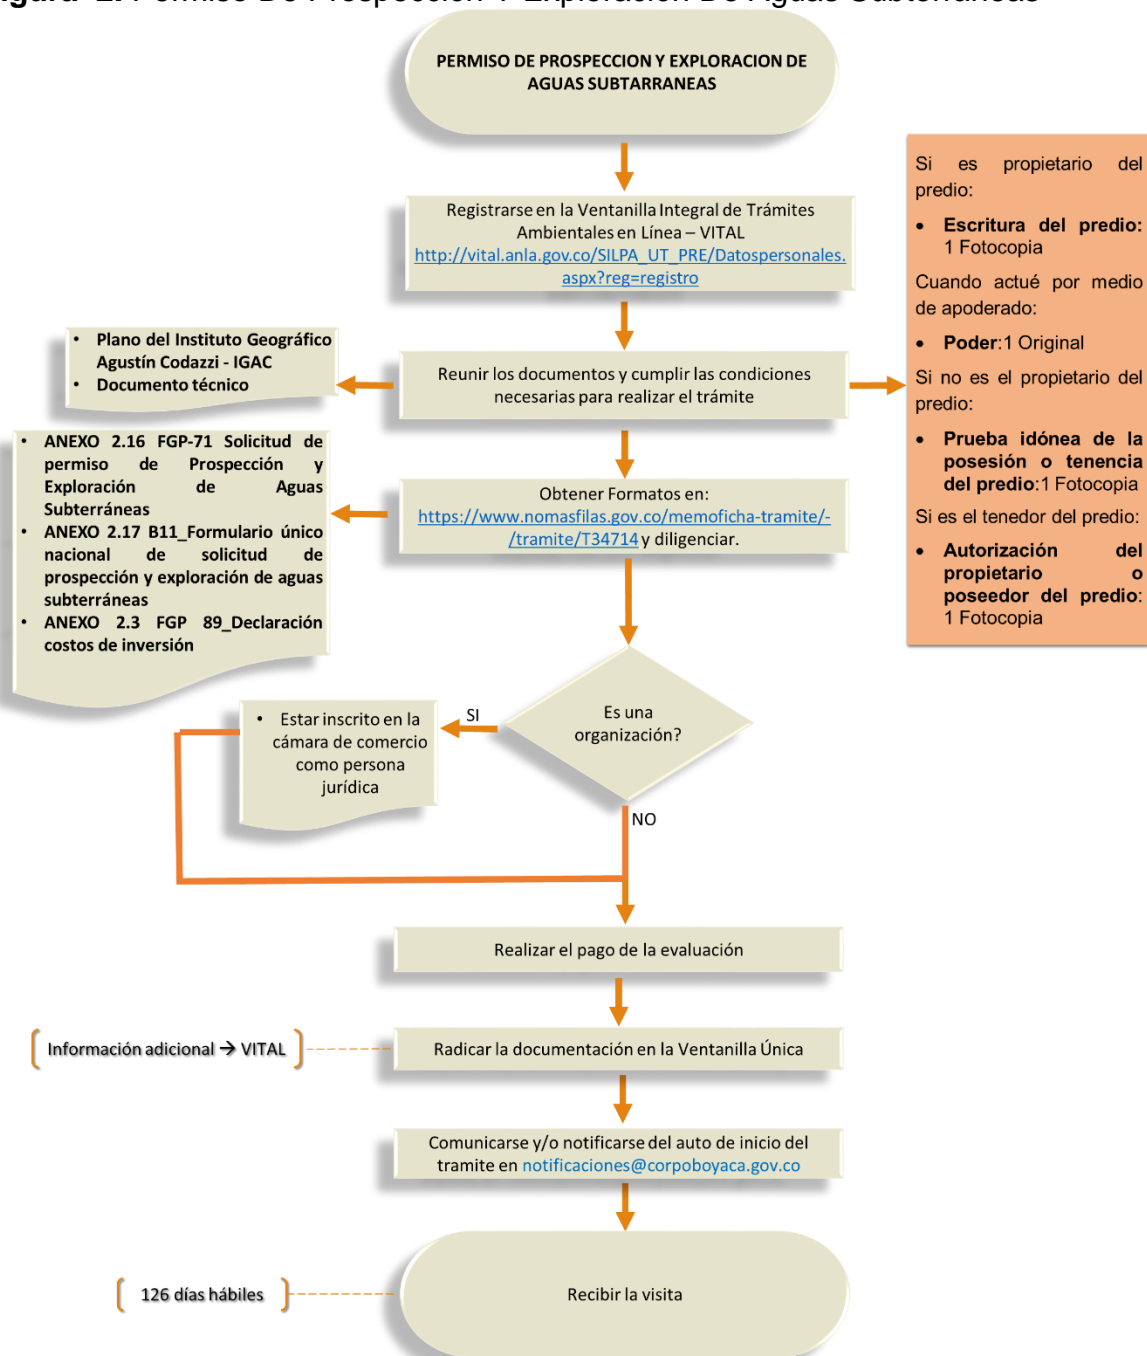 Figura 2. Permiso De Prospección Y Exploración De Aguas Subterráneas
PERMISO DE PROSPECCION Y EXPLORACION DE
AGUAS SUBTARRANEAS
Registrarse en la Ventanilla Integral de Trámites
Ambientales en Línea – VITAL
http://vital.anla.gov.co/SILPA_UT_PRE/Datospersonales.
aspx?reg=registro
Si es propietario del
predio:
• Escritura del predio:
1 Fotocopia
Cuando actué por medio
de apoderado:
• Poder:1 Original
Si no es el propietario del
predio:
• Prueba idónea de la
posesión o tenencia
del predio:1 Fotocopia
Si es el tenedor del predio:
• Autorización del
propietario o
poseedor del predio:
1 Fotocopia
• Plano del Instituto Geográfico
Agustín Codazzi - IGAC
• Documento técnico
Reunir los documentos y cumplir las condiciones
necesarias para realizar el trámite
• ANEXO 2.16 FGP-71 Solicitud de
permiso de Prospección y
Exploración de Aguas
Subterráneas
• ANEXO 2.17 B11_Formulario único
nacional de solicitud de
prospección y exploración de aguas
subterráneas
• ANEXO 2.3 FGP 89_Declaración
costos de inversión
Obtener Formatos en:
https://www.nomasfilas.gov.co/memoficha-tramite/-
/tramite/T34714 y diligenciar.
Es una
organización?
SI
• Estar inscrito en la
cámara de comercio
como persona
jurídica
NO
Realizar el pago de la evaluación
Información adicional → VITAL
Radicar la documentación en la Ventanilla Única
Comunicarse y/o notificarse del auto de inicio del
tramite en notificaciones@corpoboyaca.gov.co
126 días hábiles
Recibir la visita